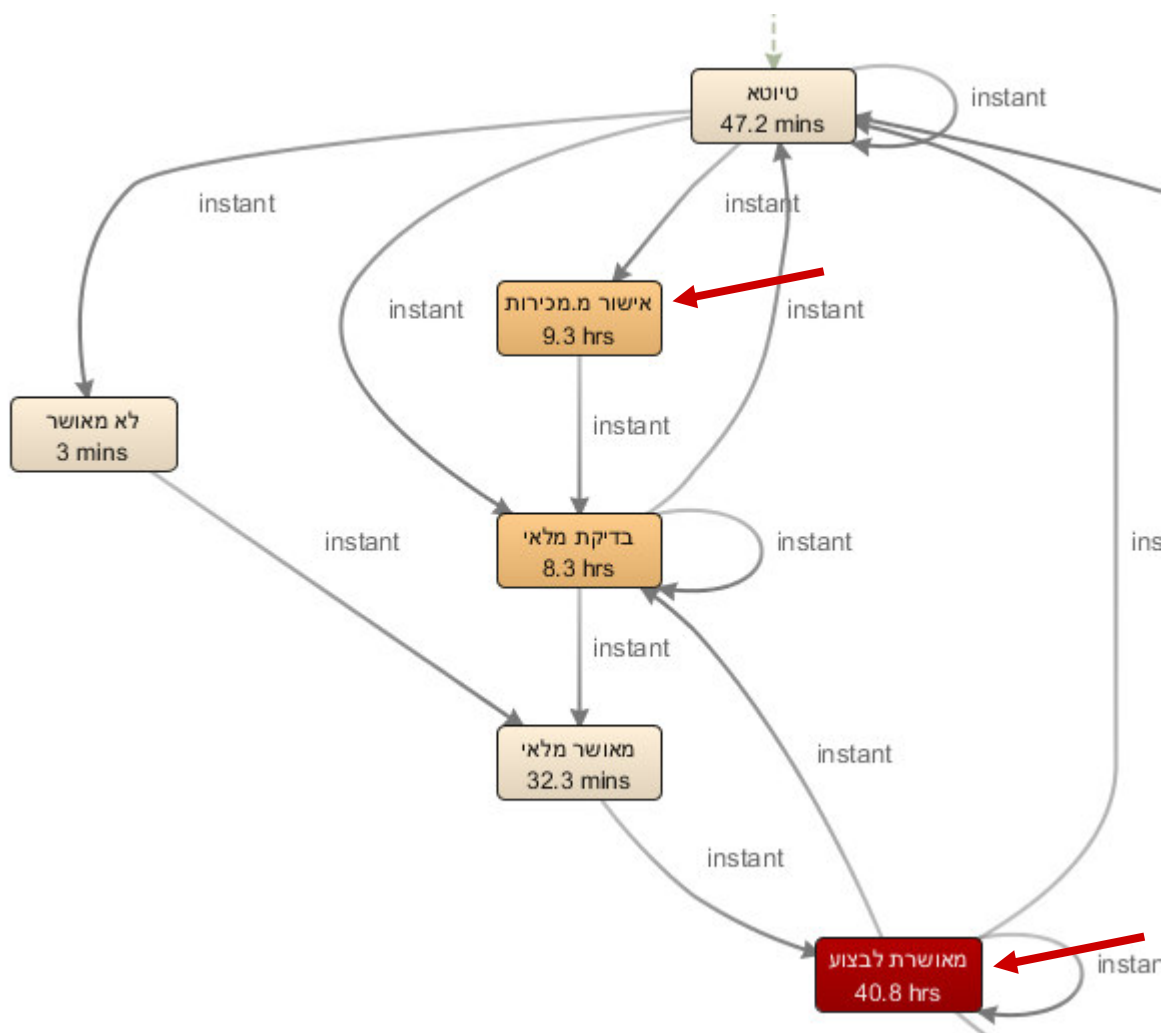 טיוטא
47.2 mins
instant
instant
instant
אישור מ.מכירות
9.3 hrs
instant
instant
לא מאושר
3 mins
instant
instant
בדיקת מלאי
8.3 hrs
instant
instant
מאושר מלאי
32.3 mins
instant
instant
מאושרת לבצוע
40.8 hrs